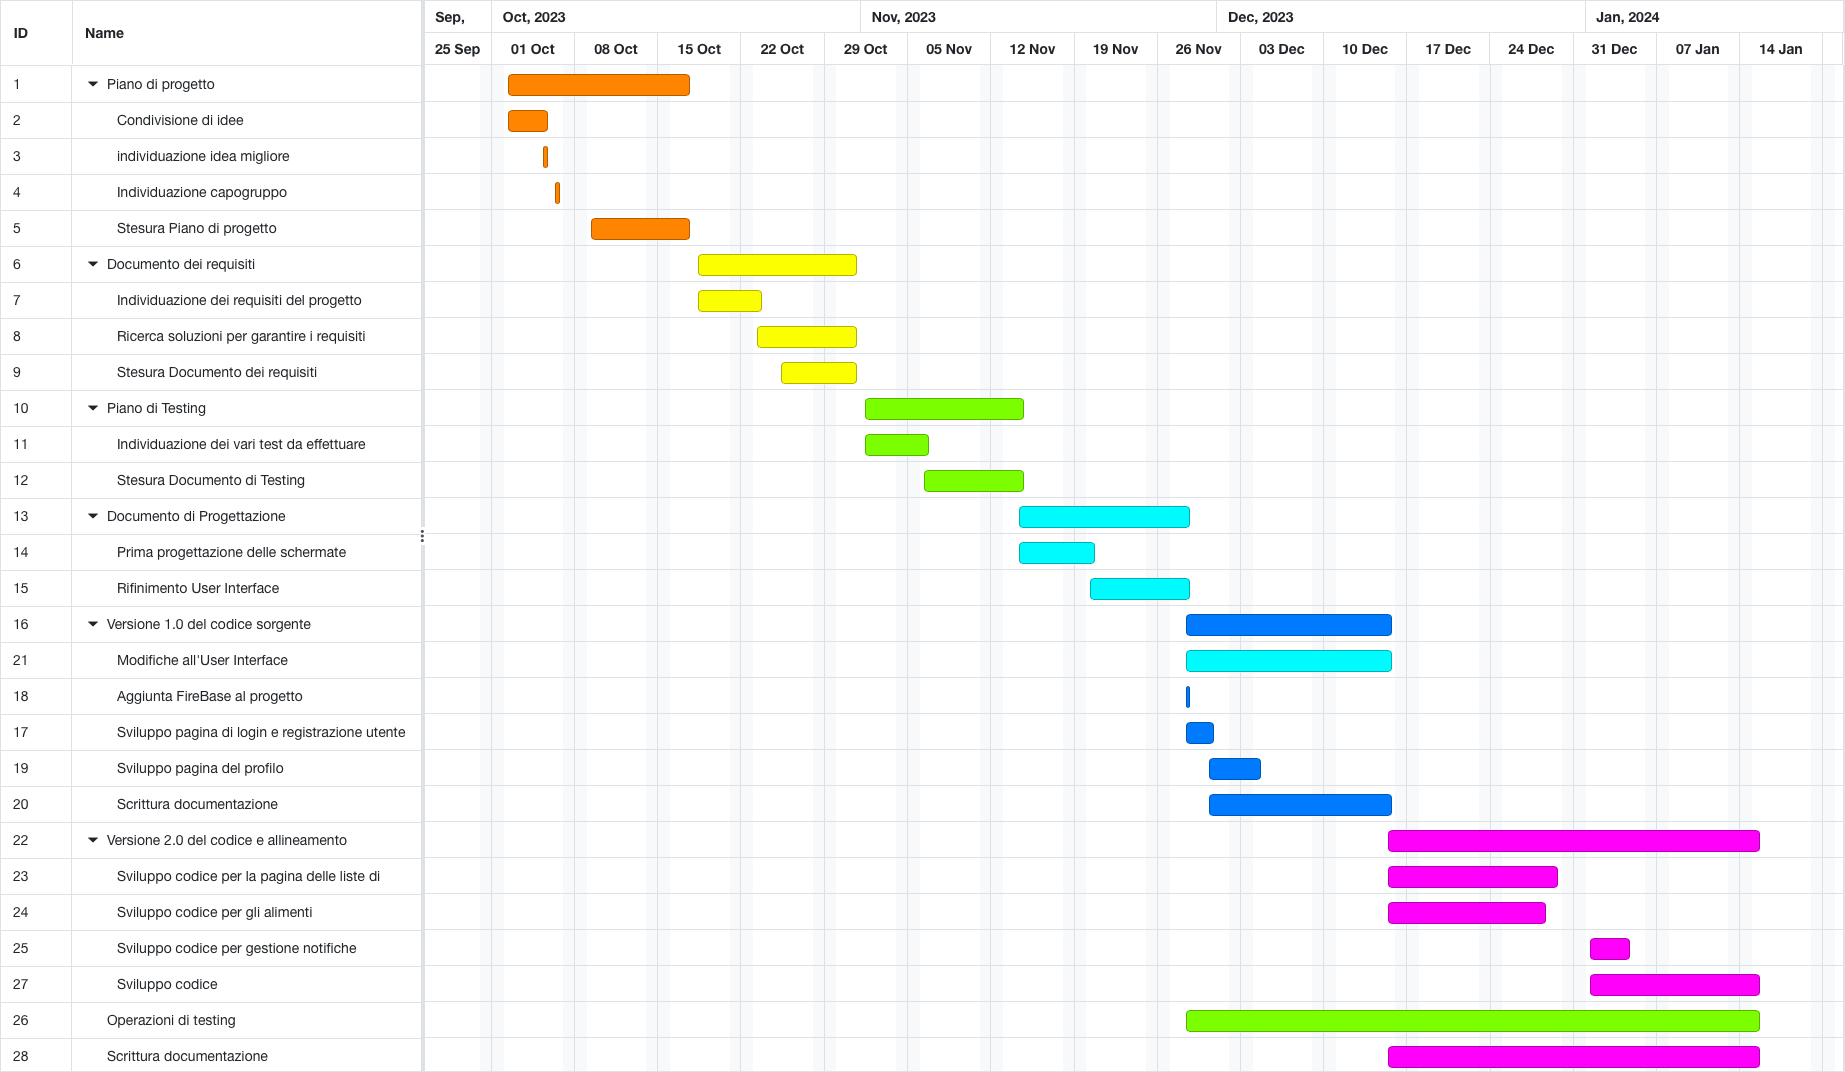 ID Name Sep, Oct, 2023 Nov, 2023 Dec, 2023 Jan, 2024
25 Sep 01 Oct 08 Oct 15 Oct 22 Oct 29 Oct 05 Nov 12 Nov 19 Nov 26 Nov 03 Dec 10 Dec 17 Dec 24 Dec 31 Dec 07 Jan 14 Jan
1 Piano di progetto
2 Condivisione di idee
3 individuazione idea migliore
4 Individuazione capogruppo
5 Stesura Piano di progetto
6 Documento dei requisiti
7 Individuazione dei requisiti del progetto
8 Ricerca soluzioni per garantire i requisiti
9 Stesura Documento dei requisiti
10 Piano di Testing
11 Individuazione dei vari test da effettuare
12 Stesura Documento di Testing
13 Documento di Progettazione
14 Prima progettazione delle schermate
15 Rifinimento User Interface
16 Versione 1.0 del codice sorgente
21 Modifiche all'User Interface
18 Aggiunta FireBase al progetto
17 Sviluppo pagina di login e registrazione utente
19 Sviluppo pagina del profilo
20 Scrittura documentazione
22 Versione 2.0 del codice e allineamento
23 Sviluppo codice per la pagina delle liste di
24 Sviluppo codice per gli alimenti
25 Sviluppo codice per gestione notifiche
27 Sviluppo codice
26 Operazioni di testing
28 Scrittura documentazione